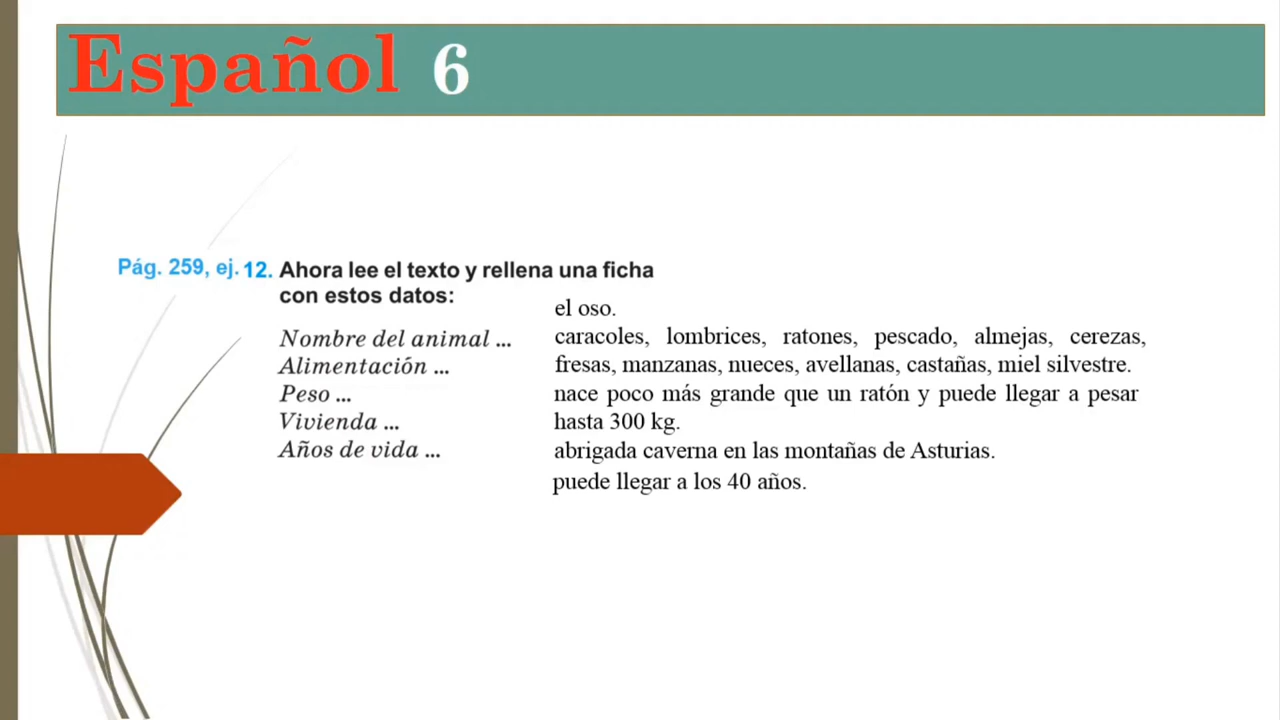 Español 6
Pág. 259, ej. 12. Ahora lee el texto y rellena una ficha
con estos datos:
Nombre del animal ...
Alimentación ...
Peso ...
Vivienda ...
Años de vida ...
el oso.
caracoles, lombrices, ratones, pescado, almejas, cerezas,
fresas, manzanas, nueces, avellanas, castañas, miel silvestre.
nace poco más grande que un ratón y puede llegar a pesar
hasta 300 kg.
abrigada caverna en las montañas de Asturias.
puede llegar a los 40 años.